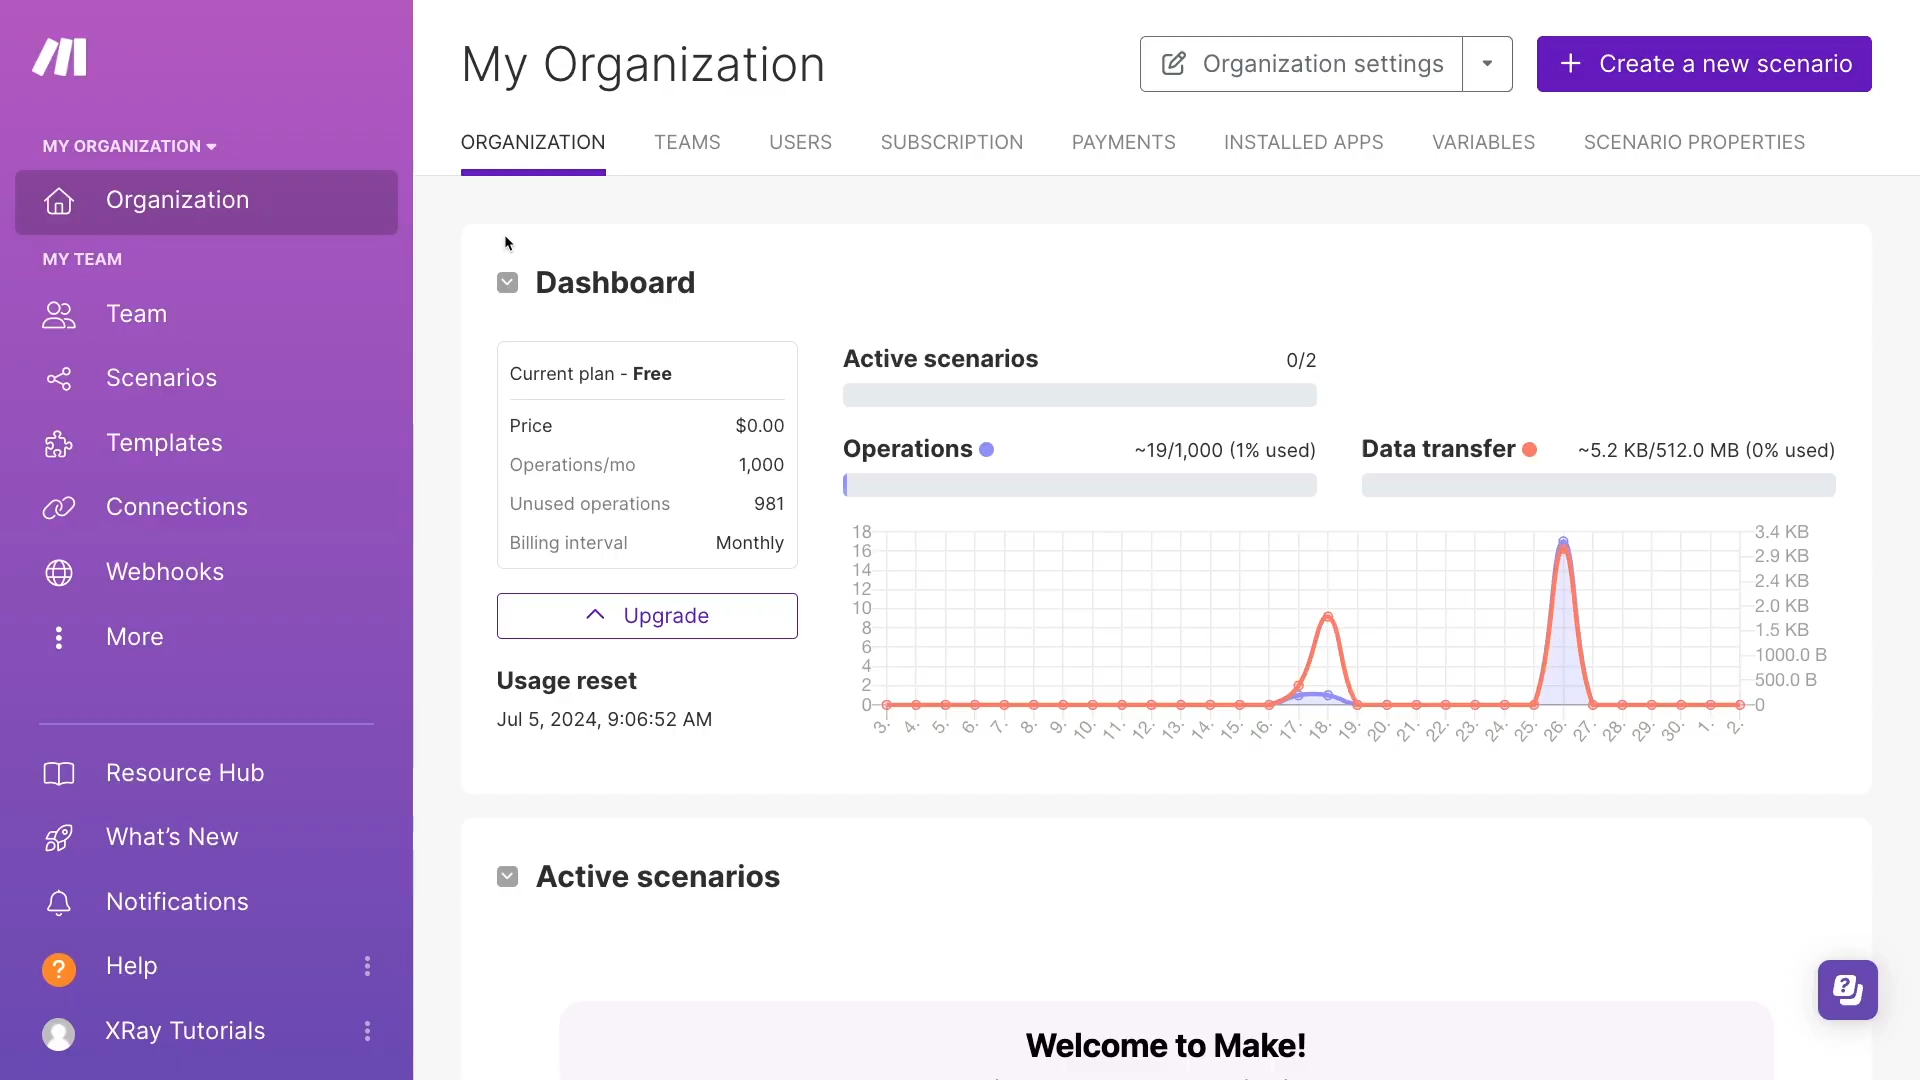 MY ORGANIZATION
Organization
MY TEAM
Team
Scenarios
Templates
Connections
Webhooks
More
Resource Hub
What's New
Notifications
? Help
XRay Tutorials
My Organization
Organization settings
+ Create a new scenario
ORGANIZATION TEAMS USERS SUBSCRIPTION PAYMENTS INSTALLED APPS VARIABLES SCENARIO PROPERTIES
Dashboard
Current plan - Free
Price $0.00
Operations/mo 1,000
Unused operations 981
Billing interval Monthly
Upgrade
Usage reset
Jul 5, 2024, 9:06:52 AM
Active scenarios 0/2
Operations ~19/1,000 (1% used)
Data transfer ~5.2 KB/512.0 MB (0% used)
18
16
14
12
10
8
6
4
2
0
3.4 KB
2.9 KB
2.4 KB
2.0 KB
1.5 KB
1000.0 B
500.0 B
0
3. 4. 5. 6. 7. 8. 9. 10. 11. 12. 13. 14. 15. 16. 17. 18. 19. 20. 21. 22. 23. 24. 25. 26. 27. 28. 29. 30. 1. 2.
Active scenarios
Welcome to Make!
?